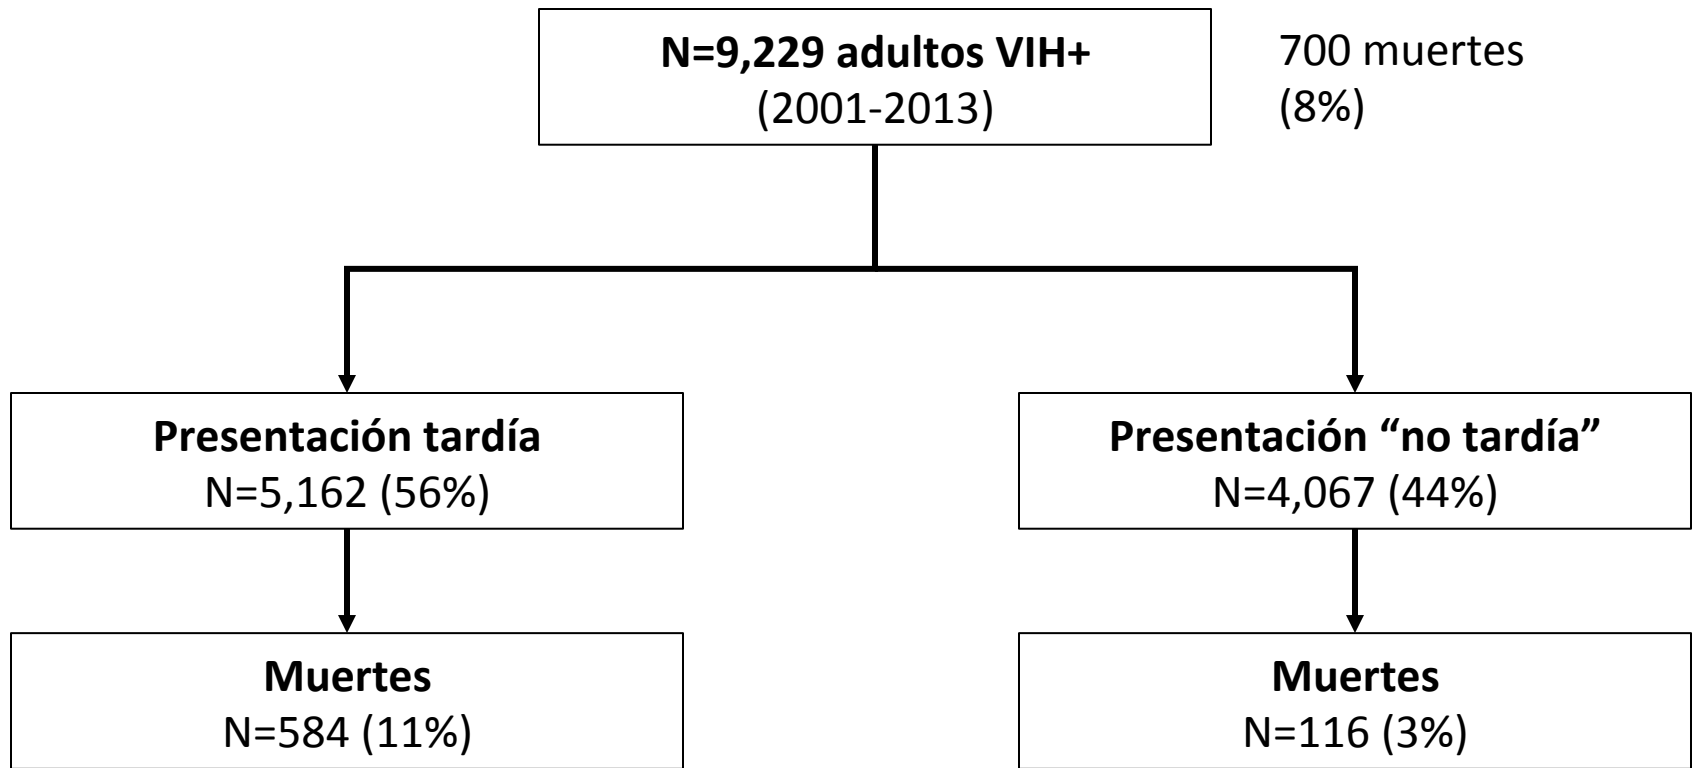 N=9,229 adultos VIH+
(2001-2013)
700 muertes
(8%)
Presentación tardía
N=5,162 (56%)
Presentación “no tardía”
N=4,067 (44%)
Muertes
N=584 (11%)
Muertes
N=116 (3%)